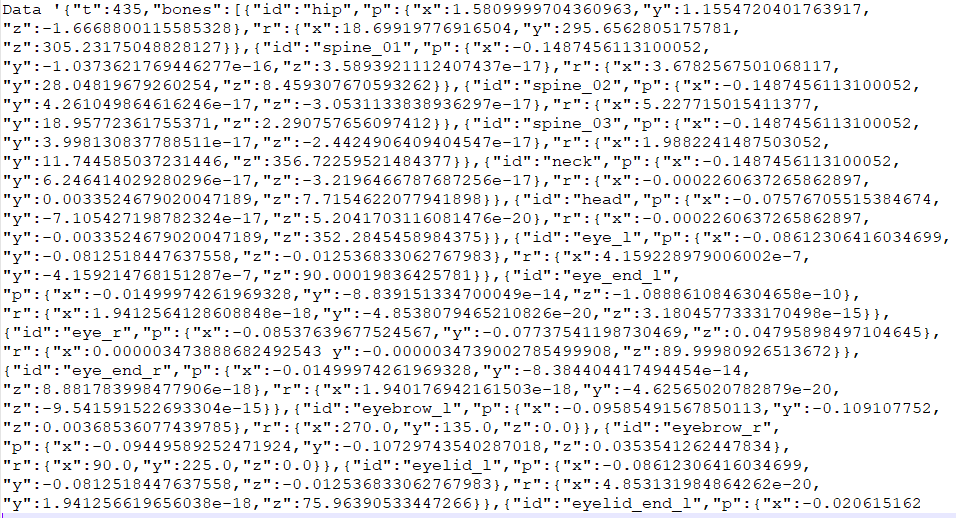 Data '{"t":435,"bones":[{"id":"hip","p":{"x":1.5809999704360963,"y":1.1554720401763917,
"z":-1.6668800115585328},"r":{"x":18.69919776916504,"y":295.6562805175781,
"z":305.23175048828127}},{"id":"spine_01","p":{"x":-0.1487456113100052,
"y":-1.0373621769446277e-16,"z":3.5893921112407437e-17},"r":{"x":3.6782567501068117,
"y":28.04819679260254,"z":8.459307670593262}},{"id":"spine_02","p":{"x":-0.1487456113100052,
"y":4.261049864616246e-17,"z":-3.0531133838936297e-17},"r":{"x":5.227715015411377,
"y":18.95772361755371,"z":2.290757656097412}},{"id":"spine_03","p":{"x":-0.1487456113100052,
"y":3.998130837788511e-17,"z":-2.4424906409404547e-17},"r":{"x":1.9882241487503052,
"y":11.744585037231446,"z":356.72259521484377}},{"id":"neck","p":{"x":-0.1487456113100052,
"y":6.246414029280296e-17,"z":-3.2196466787687256e-17},"r":{"x":-0.0002260637265862897,
"y":0.0033524679020047189,"z":7.7154622077941898}},{"id":"head","p":{"x":-0.07576705515384674,
"y":-7.105427198782324e-17,"z":5.2041703116081476e-20},"r":{"x":-0.0002260637265862897,
"y":-0.0033524679020047189,"z":352.2845458984375}},{"id":"eye_l","p":{"x":-0.08612306416034699,
"y":-0.0812518447637558,"z":-0.012536833062767983},"r":{"x":4.159228979006002e-7,
"y":-4.159214768151287e-7,"z":90.00019836425781}},{"id":"eye_end_l",
"p":{"x":-0.01499974261969328,"y":-8.839151334700049e-14,"z":-1.0888610846304658e-10},
"r":{"x":1.9412564128608848e-18,"y":-4.8538079465210826e-20,"z":3.1804577333170498e-15}},
{"id":"eye_r","p":{"x":-0.08537639677524567,"y":-0.07737541198730469,"z":0.04795898497104645},
"r":{"x":0.000003473888682492543 y":-0.0000034739002785499908,"z":89.99980926513672}},
{"id":"eye_end_r","p":{"x":-0.01499974261969328,"y":-8.384404417494454e-14,
"z":8.881783998477906e-18},"r":{"x":1.940176942161503e-18,"y":-4.62565020782879e-20,
"z":-9.541591522693304e-15}},{"id":"eyebrow_l","p":{"x":-0.09585491567850113,"y":-0.109107752,
"z":0.00368536077439785},"r":{"x":270.0,"y":135.0,"z":0.0}},{"id":"eyebrow_r",
"p":{"x":-0.09449589252471924,"y":-0.10729743540287018,"z":0.0353541262447834},
"r":{"x":90.0,"y":225.0,"z":0.0}},{"id":"eyelid_l","p":{"x":-0.08612306416034699,
"y":-0.0812518447637558,"z":-0.012536833062767983},"r":{"x":4.853131984864262e-20,
"y":1.941256619656038e-18,"z":75.96390533447266}},{"id":"eyelid_end_l","p":{"x":-0.020615162-